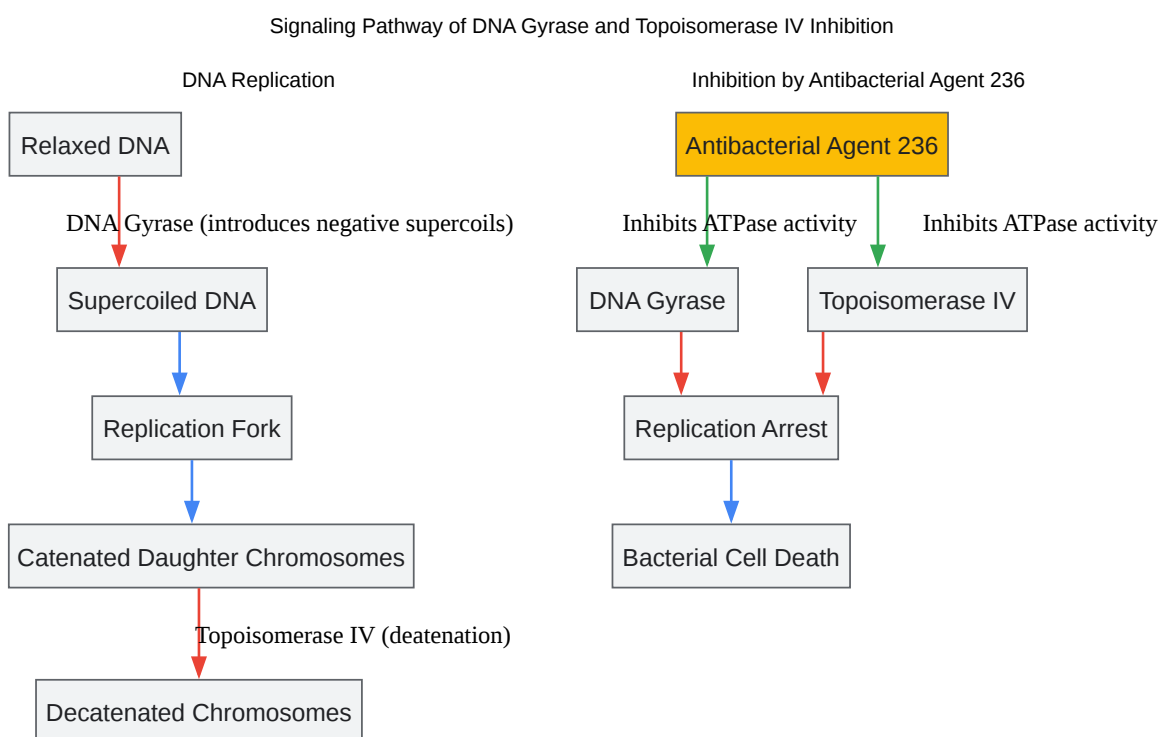 Signaling Pathway of DNA Gyrase and Topoisomerase IV Inhibition
DNA Replication
Relaxed DNA
DNA Gyrase (introduces negative supercoils)
Supercoiled DNA
Replication Fork
Catenated Daughter Chromosomes
Topoisomerase IV (deatenation)
Decatenated Chromosomes
Inhibition by Antibacterial Agent 236
Antibacterial Agent 236
Inhibits ATPase activity
Inhibits ATPase activity
DNA Gyrase
Topoisomerase IV
Replication Arrest
Bacterial Cell Death